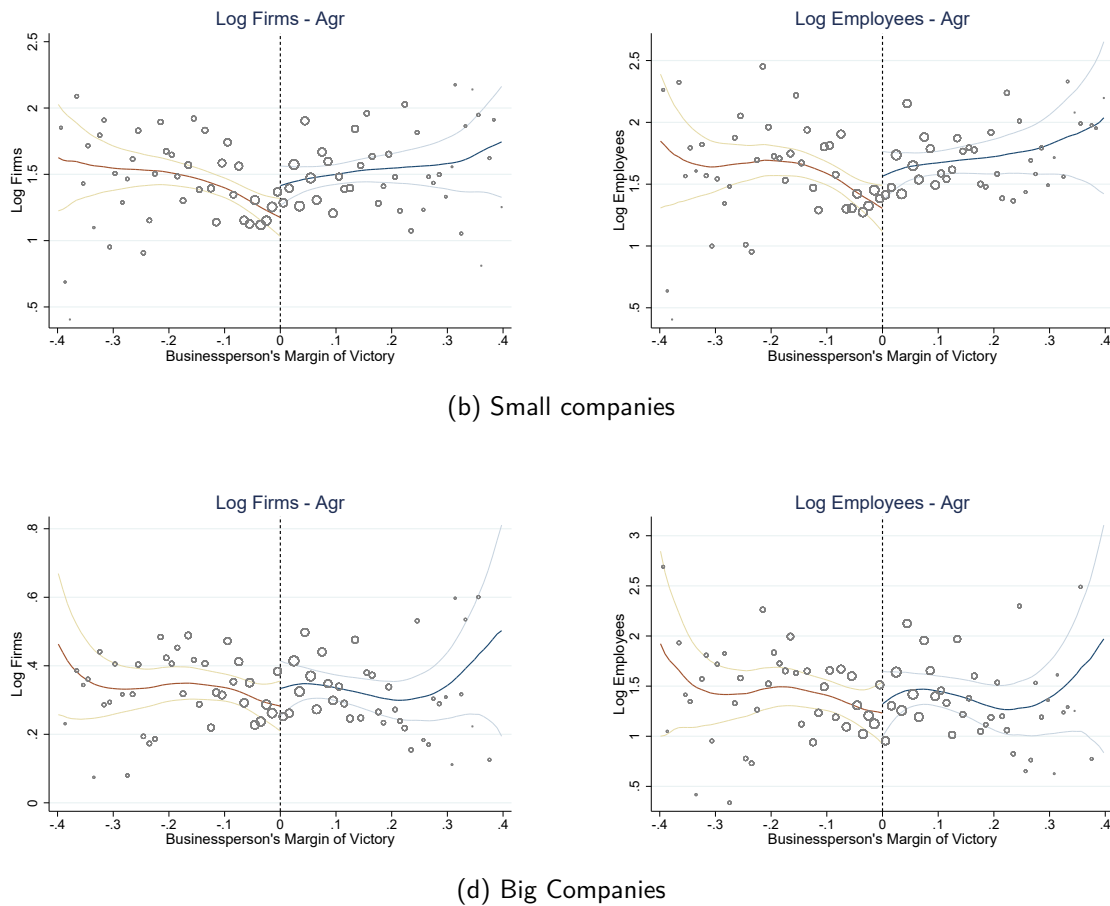 Log Firms - Agr
Log Firms
2.5
2
1.5
1
.5
-.4 -.3 -.2 -.1 0 .1 .2 .3 .4
Businessperson's Margin of Victory
Log Employees - Agr
Log Employees
2.5
2
1.5
1
.5
-.4 -.3 -.2 -.1 0 .1 .2 .3 .4
Businessperson's Margin of Victory
(b) Small companies
Log Firms - Agr
Log Firms
.8
.6
.4
.2
0
-.4 -.3 -.2 -.1 0 .1 .2 .3 .4
Businessperson's Margin of Victory
Log Employees - Agr
Log Employees
3
2.5
2
1.5
1
.5
-.4 -.3 -.2 -.1 0 .1 .2 .3 .4
Businessperson's Margin of Victory
(d) Big Companies